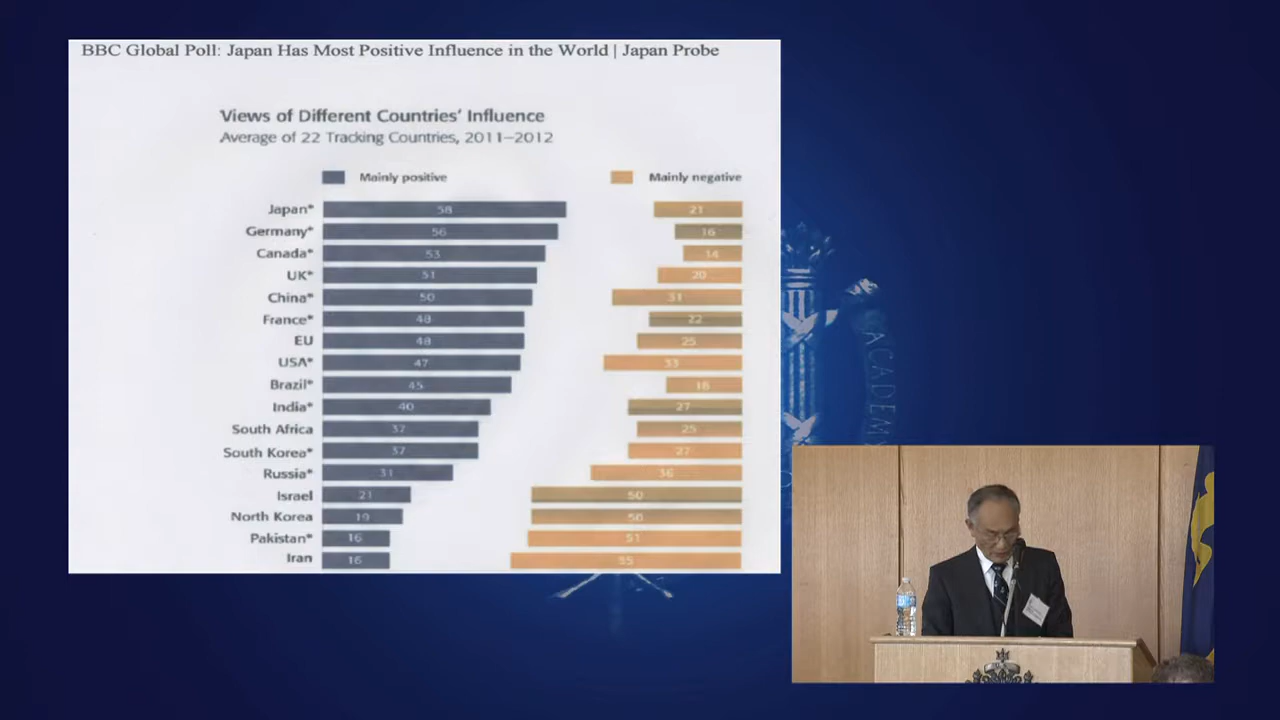 BBC Global Poll: Japan Has Most Positive Influence in the World | Japan Probe
Views of Different Countries' Influence
Average of 22 Tracking Countries, 2011–2012
Mainly positive Mainly negative
Japan* 58 21
Germany* 56 16
Canada* 53 14
UK* 51 20
China* 50 31
France* 48 22
EU 48 25
USA* 47 33
Brazil* 45 18
India* 40 27
South Africa 37 25
South Korea* 37 27
Russia* 31 36
Israel 21 50
North Korea 19 50
Pakistan* 16 51
Iran 16 55
ACADEM